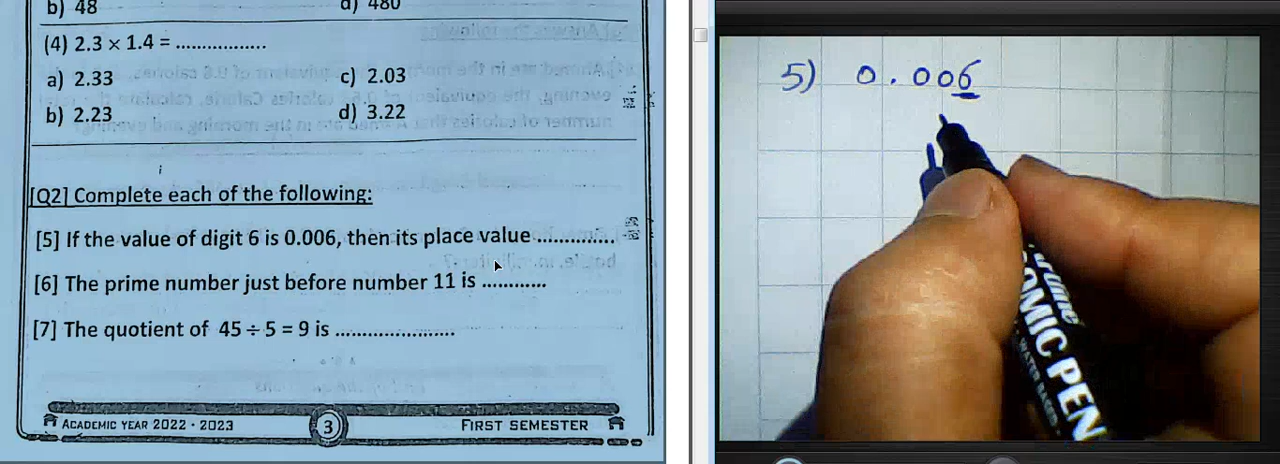 b) 48
d) 480
(4) 2.3 × 1.4 = .................
a) 2.33
c) 2.03
b) 2.23
d) 3.22
[Q2] Complete each of the following:
[5] If the value of digit 6 is 0.006, then its place value ..............
[6] The prime number just before number 11 is ............
[7] The quotient of 45 ÷ 5 = 9 is ......................
ACADEMIC YEAR 2022 - 2023
3
FIRST SEMESTER
5) 0.006
OMIC PEN